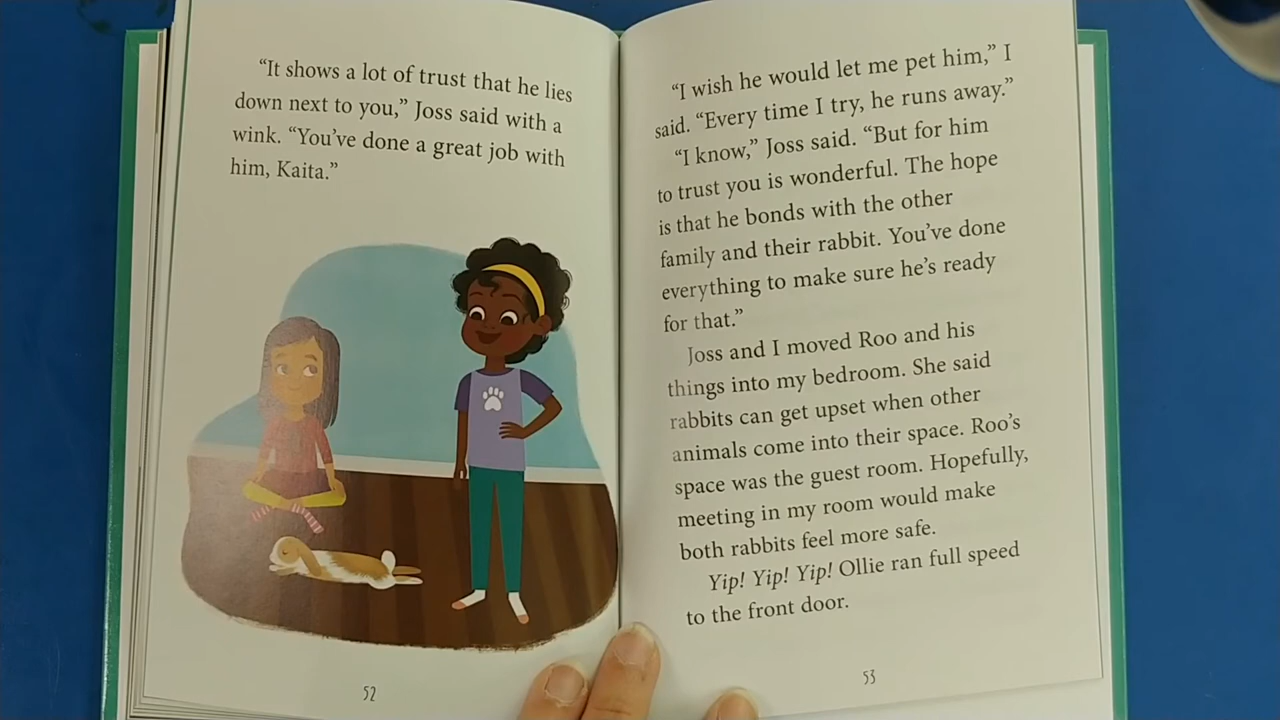 “It shows a lot of trust that he lies
down next to you,” Joss said with a
wink. “You’ve done a great job with
him, Kaita.”
52
“I wish he would let me pet him,” I
said. “Every time I try, he runs away.”
“I know,” Joss said. “But for him
to trust you is wonderful. The hope
is that he bonds with the other
family and their rabbit. You’ve done
everything to make sure he’s ready
for that.”
Joss and I moved Roo and his
things into my bedroom. She said
rabbits can get upset when other
animals come into their space. Roo’s
space was the guest room. Hopefully,
meeting in my room would make
both rabbits feel more safe.
Yip! Yip! Yip! Ollie ran full speed
to the front door.
53